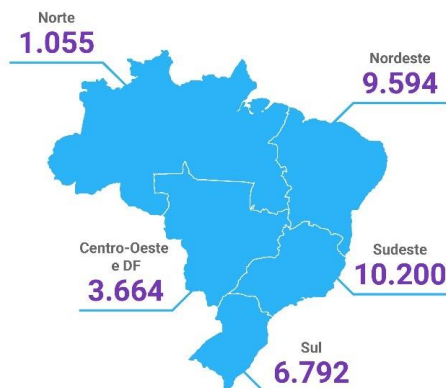 Norte
1.055
Nordeste
9.594
Centro-Oeste
e DF
3.664
Sudeste
10.200
Sul
6.792